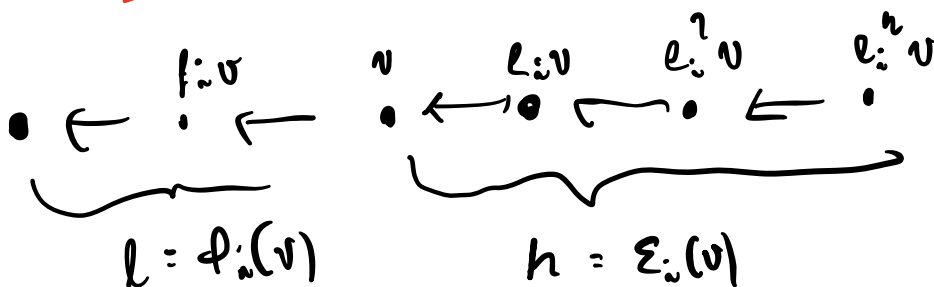 f_i v v e_i v e_i^2 v e_i^h v
l = φ_i(v) h = ε_i(v)